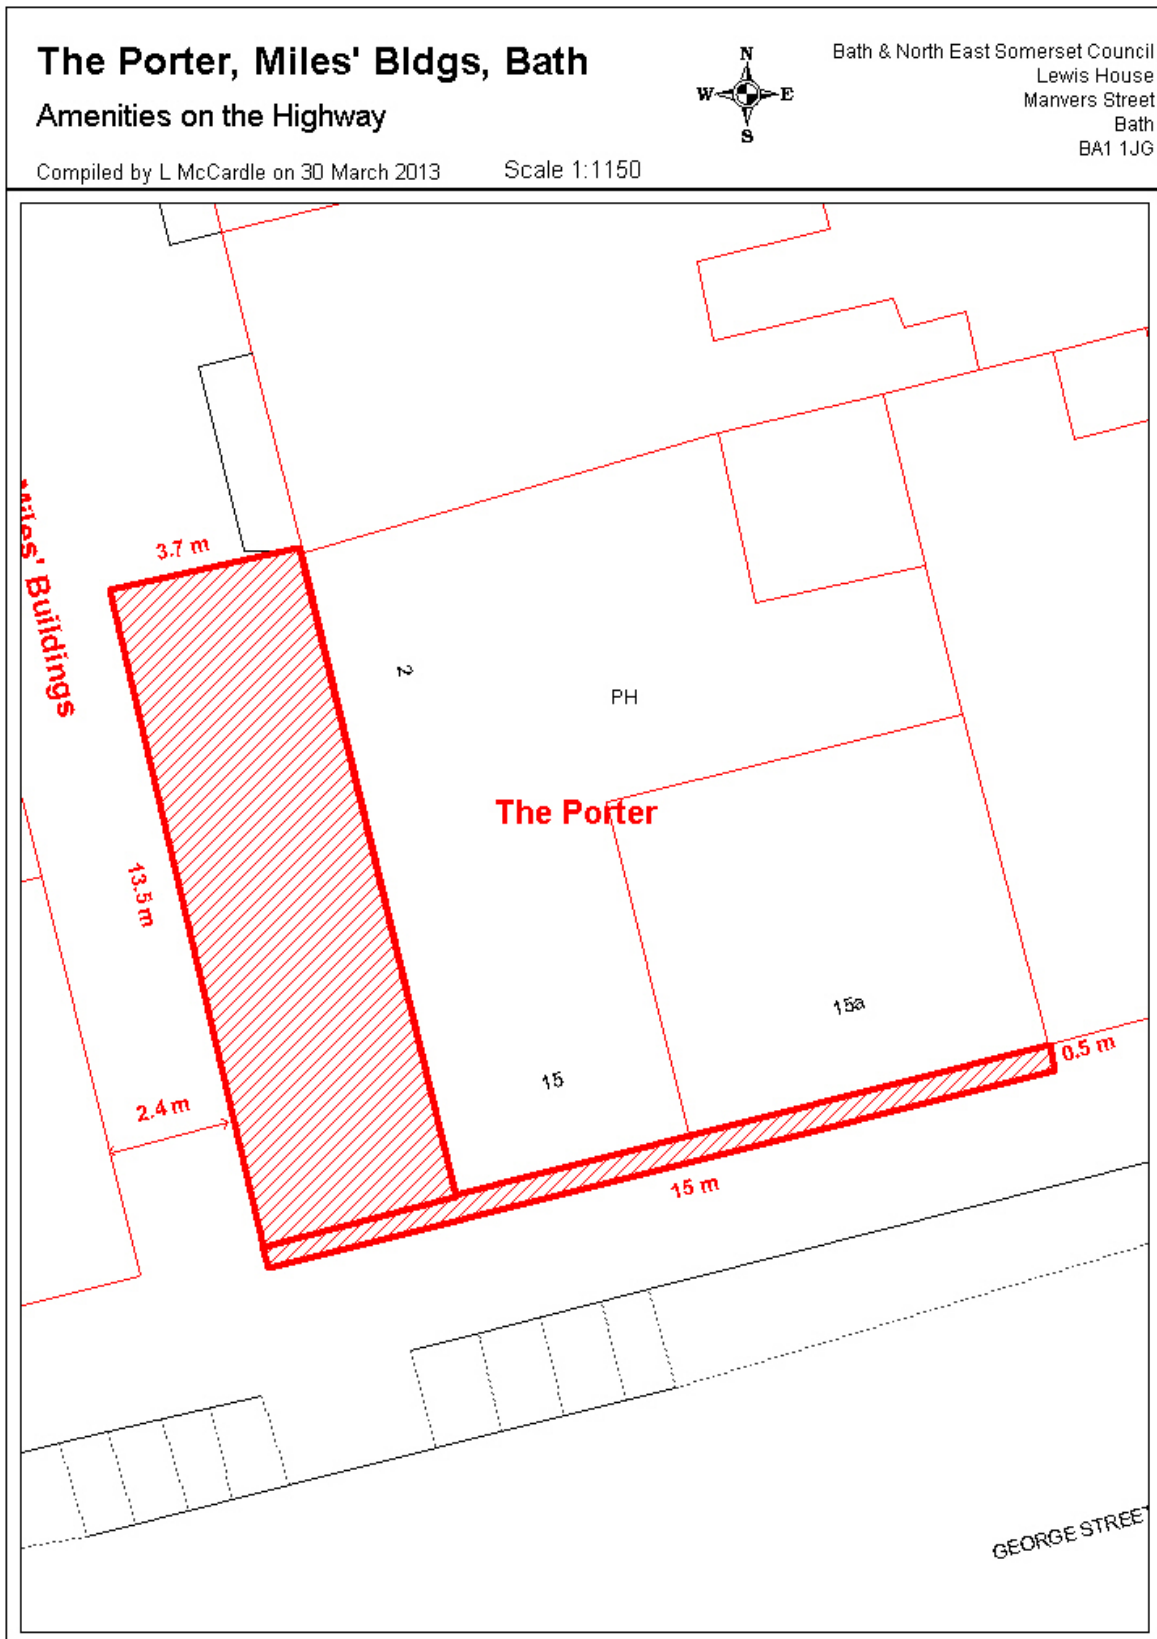 The Porter, Miles' Bldgs, Bath
Amenities on the Highway
Compiled by L McCardle on 30 March 2013
Scale 1:1150
N
W E
S
Bath & North East Somerset Council
Lewis House
Manvers Street
Bath
BA1 1JG
3.7 m
Miles' Buildings
2
PH
The Porter
13.5 m
15a
0.5 m
15
2.4 m
15 m
GEORGE STREET